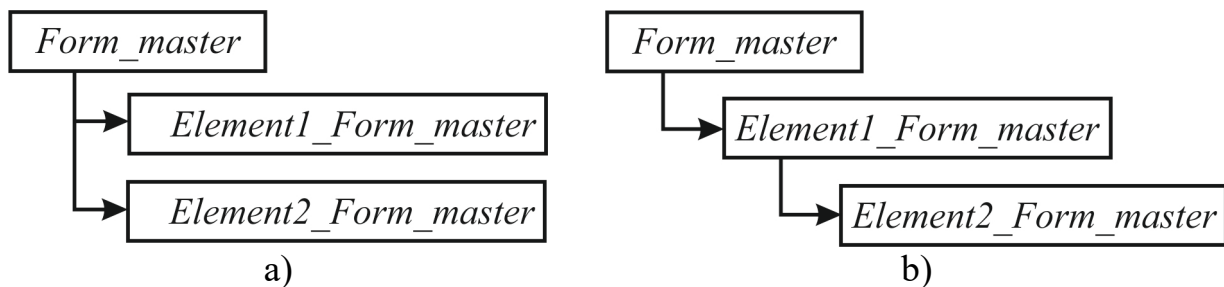 Form_master
Element1_Form_master
Element2_Form_master
a)
Form_master
Element1_Form_master
Element2_Form_master
b)